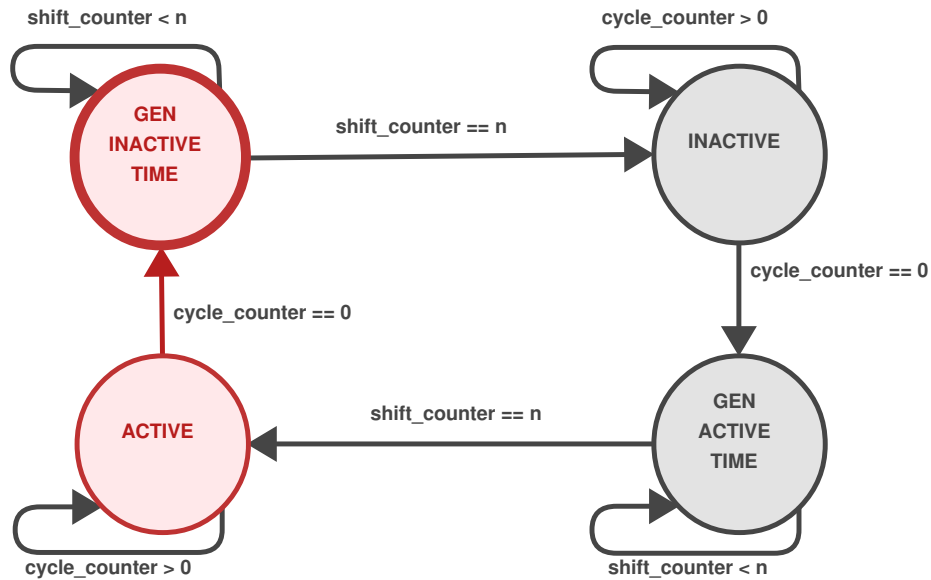 shift_counter < n
cycle_counter > 0
GEN
INACTIVE
TIME
shift_counter == n
INACTIVE
cycle_counter == 0
cycle_counter == 0
ACTIVE
shift_counter == n
GEN
ACTIVE
TIME
cycle_counter > 0
shift_counter < n